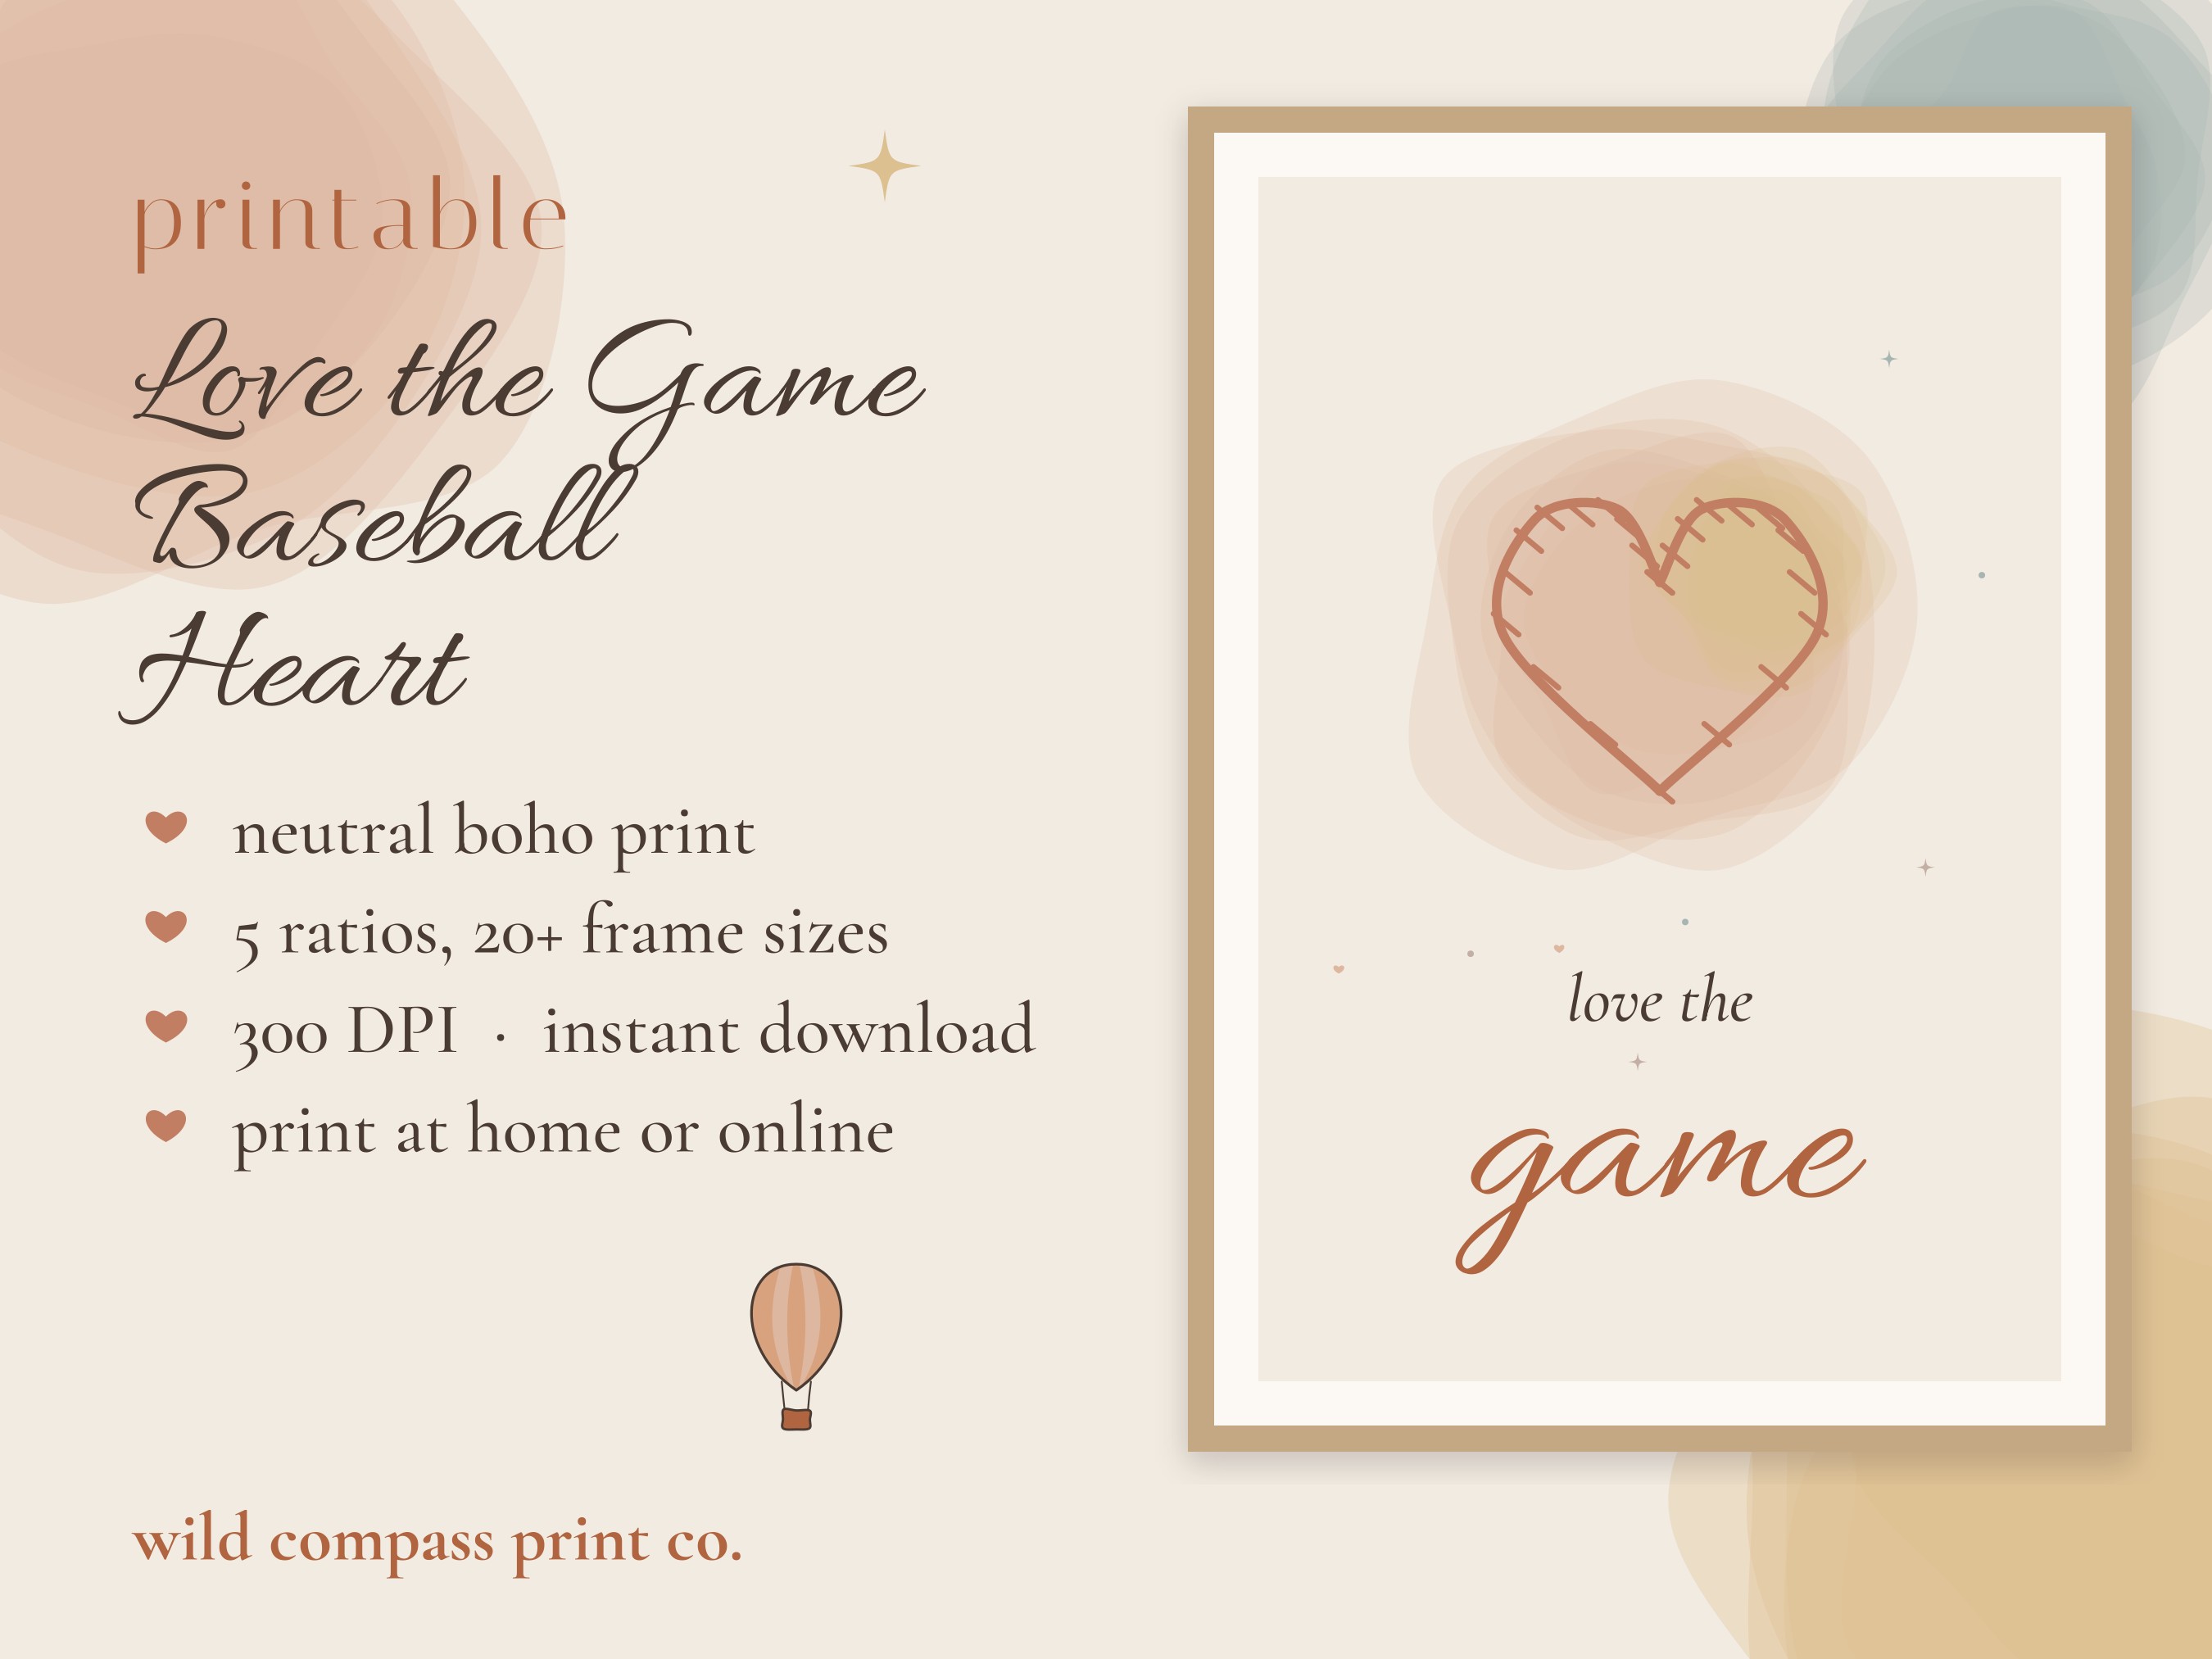 printable
Love the Game
Baseball
Heart
neutral boho print
5 ratios, 20+ frame sizes
300 DPI · instant download
print at home or online
wild compass print co.
love the
game